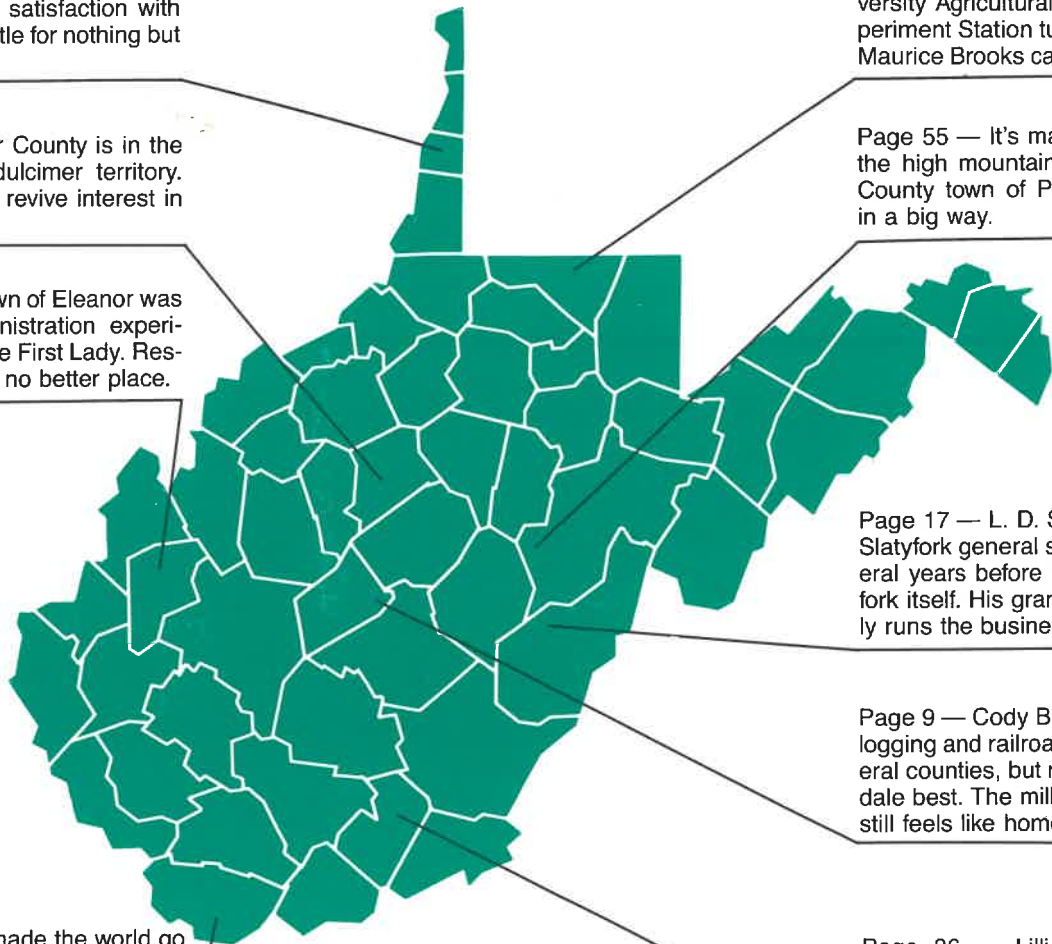 satisfaction with
tle for nothing but
County is in the
dulcimer territory.
revive interest in
wn of Eleanor was
nistration experi-
e First Lady. Res-
no better place.
made the world go
versity Agricultural
periment Station tu
Maurice Brooks ca
Page 55 — It's ma
the high mountain
County town of P
in a big way.
Page 17 — L. D. S
Slatyfork general s
eral years before
fork itself. His gran
ly runs the busine
Page 9 — Cody B
logging and railroa
eral counties, but
dale best. The mill
still feels like home